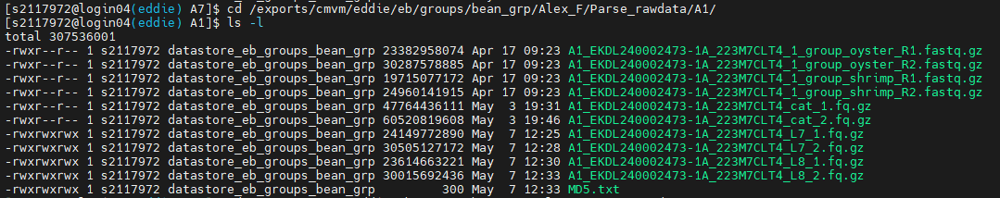 [s2117972@login04(eddie) A7]$ cd /exports/cmvm/eddie/eb/groups/bean_grp/Alex_F/Parse_rawdata/A1/
[s2117972@login04(eddie) A1]$ ls -l
total 307536001
-rwxr--r-- 1 s2117972 datastore_eb_groups_bean_grp 23382958074 Apr 17 09:23 A1_EKDL240002473-1A_223M7CLT4_1_group_oyster_R1.fastq.gz
-rwxr--r-- 1 s2117972 datastore_eb_groups_bean_grp 30287578885 Apr 17 09:23 A1_EKDL240002473-1A_223M7CLT4_1_group_oyster_R2.fastq.gz
-rwxr--r-- 1 s2117972 datastore_eb_groups_bean_grp 19715077172 Apr 17 09:23 A1_EKDL240002473-1A_223M7CLT4_1_group_shrimp_R1.fastq.gz
-rwxr--r-- 1 s2117972 datastore_eb_groups_bean_grp 24960141915 Apr 17 09:23 A1_EKDL240002473-1A_223M7CLT4_1_group_shrimp_R2.fastq.gz
-rwxr--r-- 1 s2117972 datastore_eb_groups_bean_grp 47764436111 May  3 19:31 A1_EKDL240002473-1A_223M7CLT4_cat_1.fq.gz
-rwxr--r-- 1 s2117972 datastore_eb_groups_bean_grp 60520819608 May  3 19:46 A1_EKDL240002473-1A_223M7CLT4_cat_2.fq.gz
-rwxrwxrwx 1 s2117972 datastore_eb_groups_bean_grp 24149772890 May  7 12:25 A1_EKDL240002473-1A_223M7CLT4_L7_1.fq.gz
-rwxrwxrwx 1 s2117972 datastore_eb_groups_bean_grp 30505127172 May  7 12:28 A1_EKDL240002473-1A_223M7CLT4_L7_2.fq.gz
-rwxrwxrwx 1 s2117972 datastore_eb_groups_bean_grp 23614663221 May  7 12:30 A1_EKDL240002473-1A_223M7CLT4_L8_1.fq.gz
-rwxrwxrwx 1 s2117972 datastore_eb_groups_bean_grp 30015692436 May  7 12:33 A1_EKDL240002473-1A_223M7CLT4_L8_2.fq.gz
-rwxrwxrwx 1 s2117972 datastore_eb_groups_bean_grp         300 May  7 12:33 MD5.txt